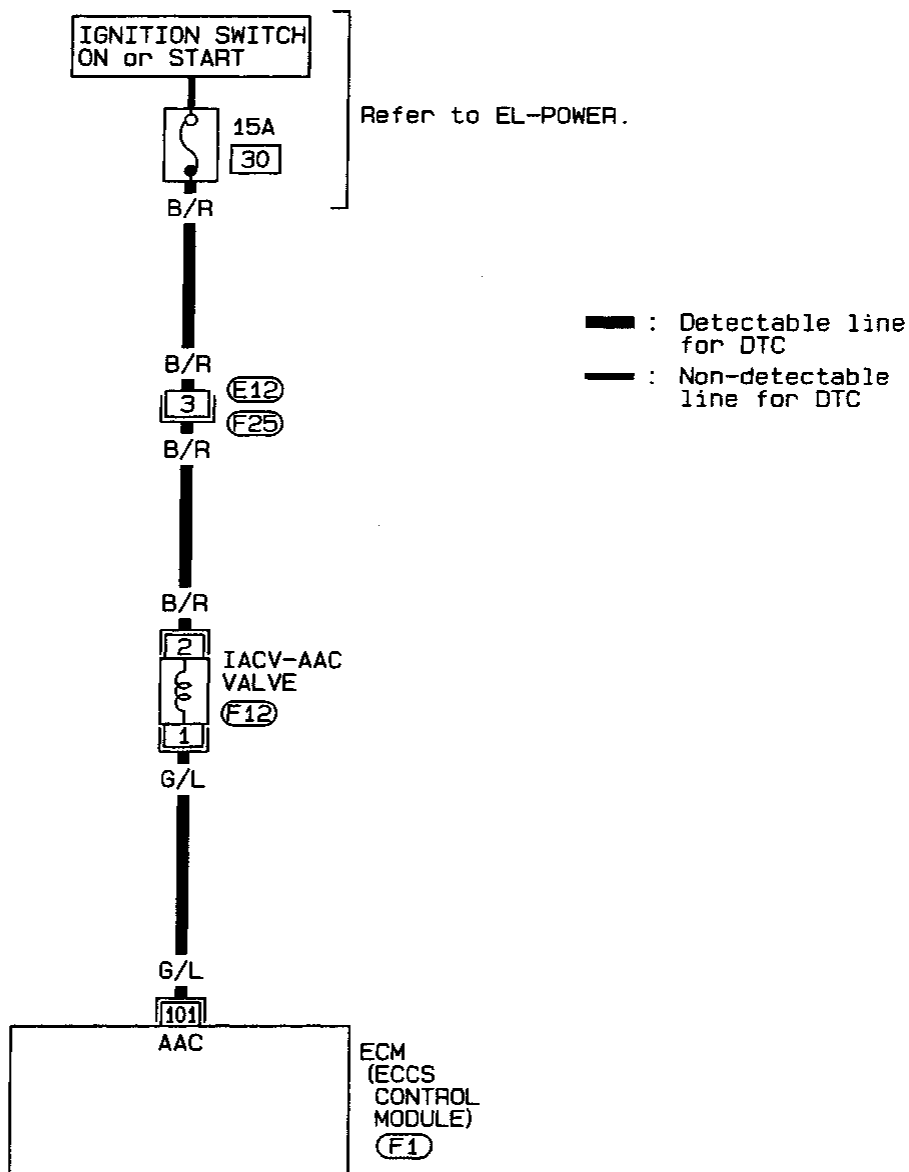 IGNITION SWITCH
ON or START
Refer to EL-POWER.
15A
30
B/R
B/R
3
E12
F25
B/R
: Detectable line
for DTC
: Non-detectable
line for DTC
B/R
2
IACV-AAC
VALVE
F12
1
G/L
G/L
101
AAC
ECM
(ECCS
CONTROL
MODULE)
F1